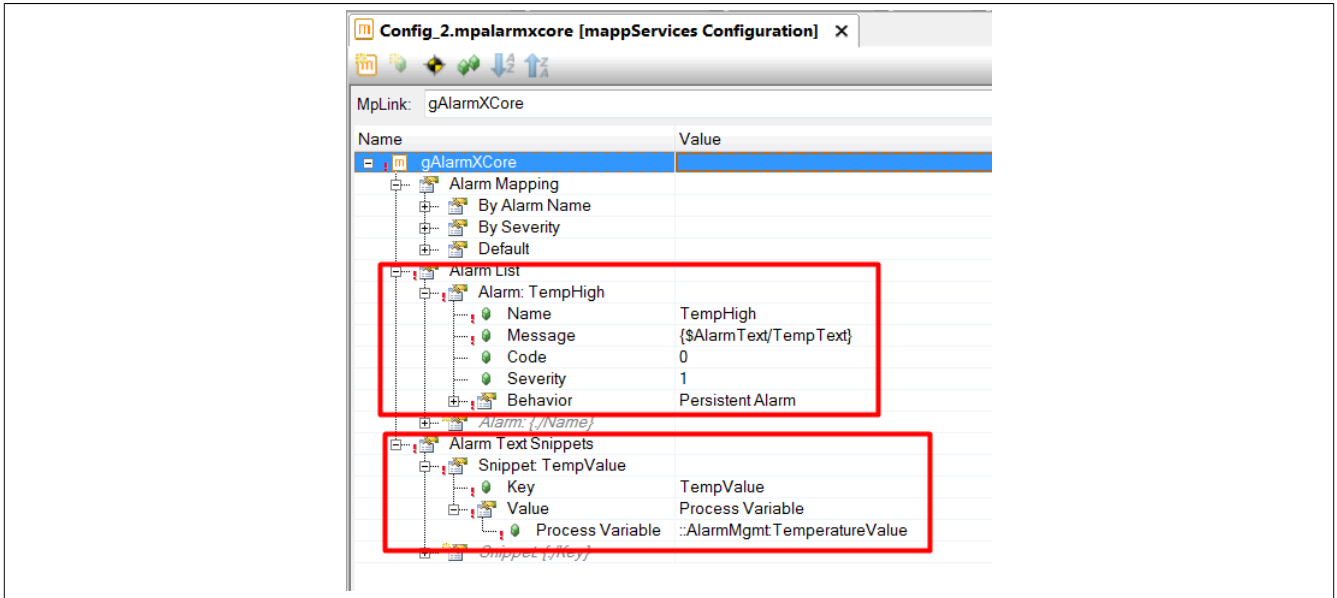 Config_2.mpalarmxcore [mappServices Configuration] X
MpLink: gAlarmXCore
Name Value
gAlarmXCore
Alarm Mapping
By Alarm Name
By Severity
Default
Alarm List
Alarm: TempHigh
Name TempHigh
Message {$AlarmText/TempText}
Code 0
Severity 1
Behavior Persistent Alarm
Alarm: {./Name}
Alarm Text Snippets
Snippet: TempValue
Key TempValue
Value Process Variable
Process Variable ::AlarmMgmt:TemperatureValue
Snippet: {./Key}